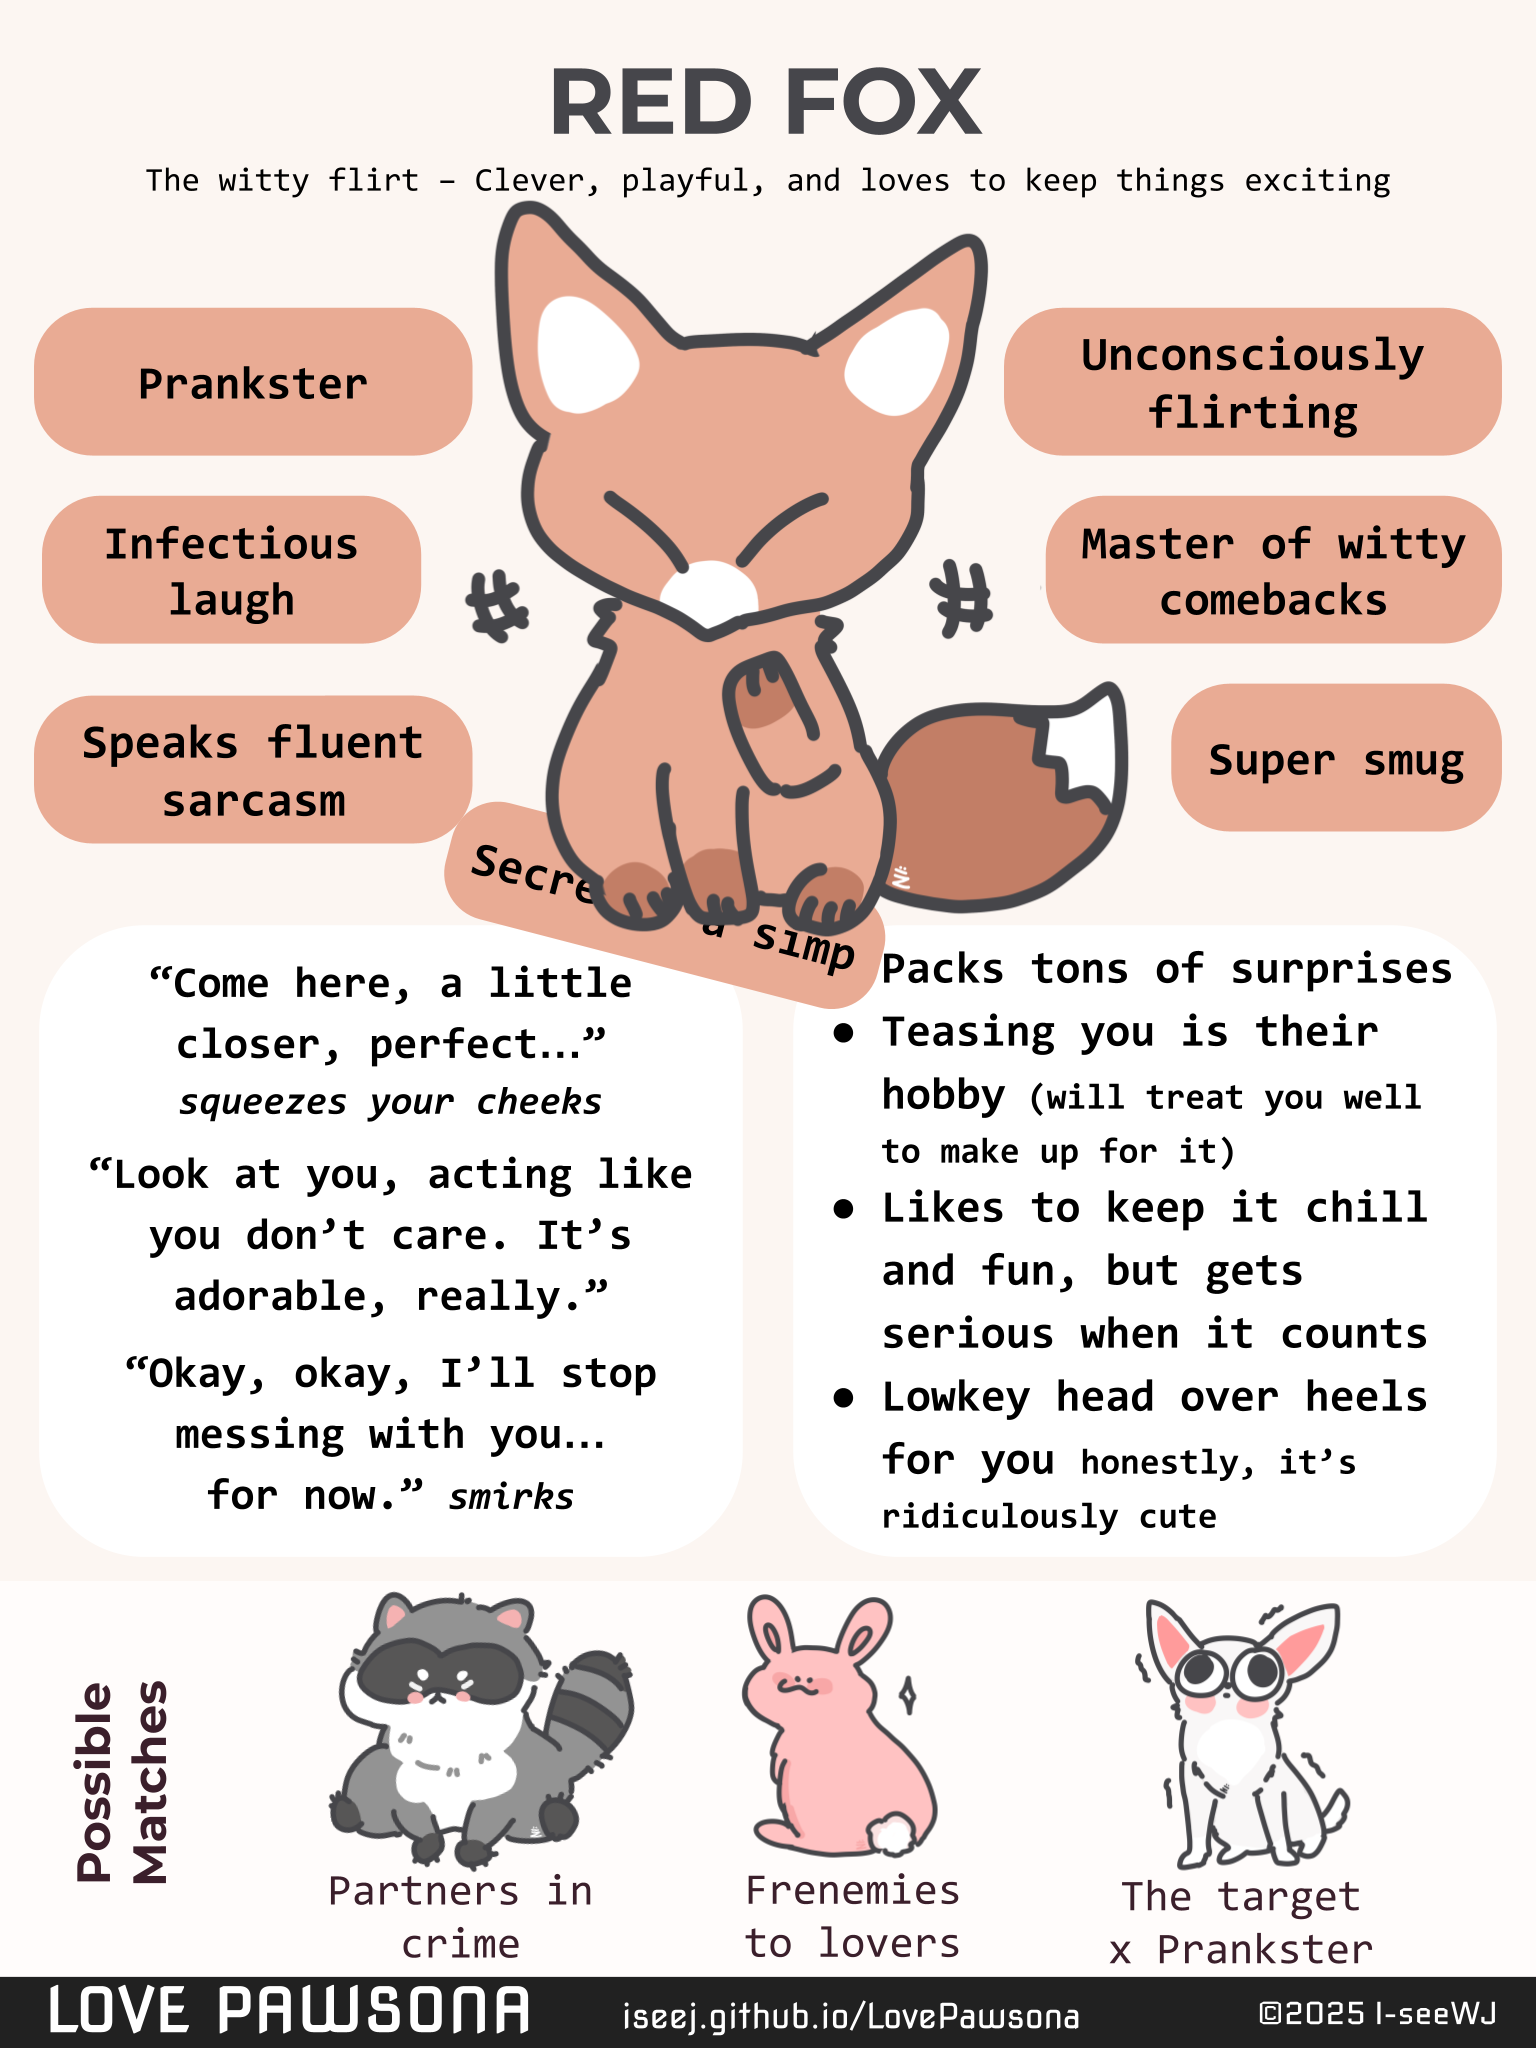 RED FOX
The witty flirt – Clever, playful, and loves to keep things exciting
Prankster
Unconsciously
flirting
Infectious
laugh
Master of witty
comebacks
Speaks fluent
sarcasm
Super smug
a simp
“Come here, a little
closer, perfect…”
squeezes your cheeks
“Look at you, acting like
you don’t care. It’s
adorable, really.”
“Okay, okay, I’ll stop
messing with you…
for now.” smirks
Packs tons of surprises
● Teasing you is their
hobby (will treat you well
to make up for it)
● Likes to keep it chill
and fun, but gets
serious when it counts
● Lowkey head over heels
for you honestly, it’s
ridiculously cute
Possible
Matches
Partners in
crime
Frenemies
to lovers
The target
x Prankster
LOVE PAWSONA
iseej.github.io/LovePawsona
©2025 I-seeWJ